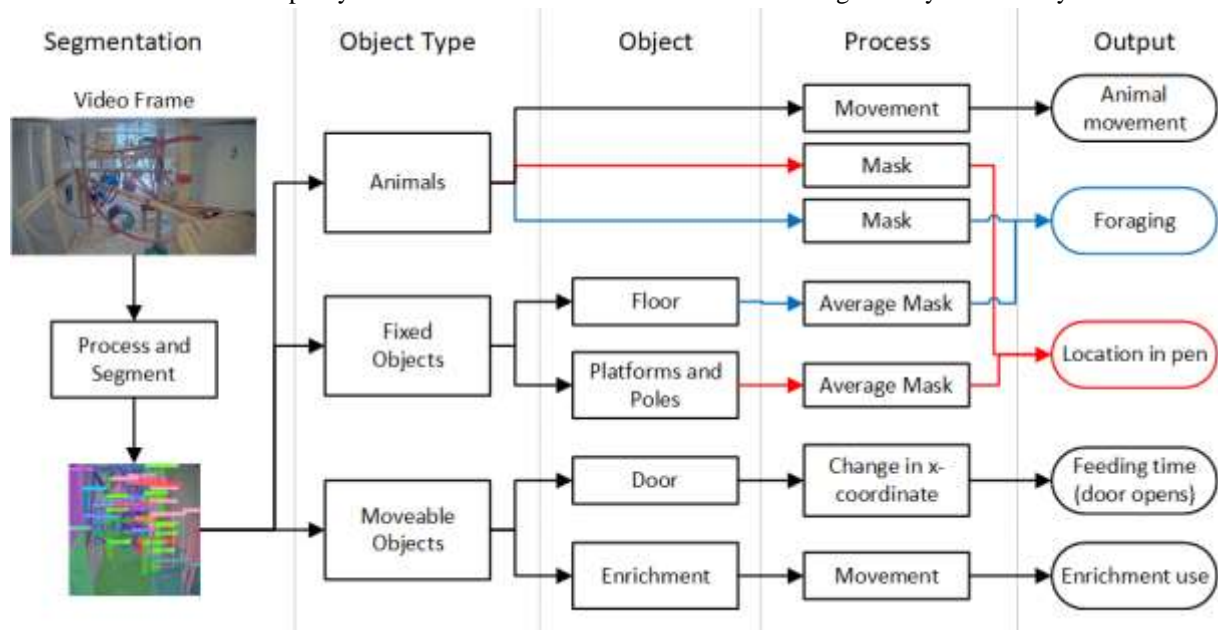 Segmentation
Object Type
Object
Process
Output
Video Frame
Process and
Segment
Animals
Fixed
Objects
Moveable
Objects
Floor
Platforms and
Poles
Door
Enrichment
Movement
Mask
Mask
Average Mask
Average Mask
Change in x-
coordinate
Movement
Animal
movement
Foraging
Location in pen
Feeding time
(door opens)
Enrichment use